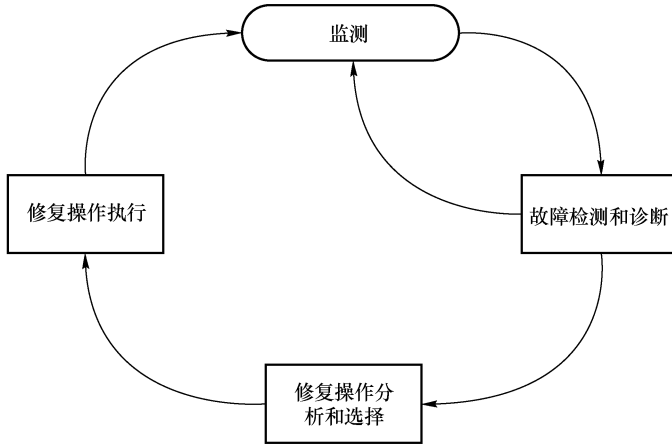 监测
修复操作执行
故障检测和诊断
修复操作分
析和选择